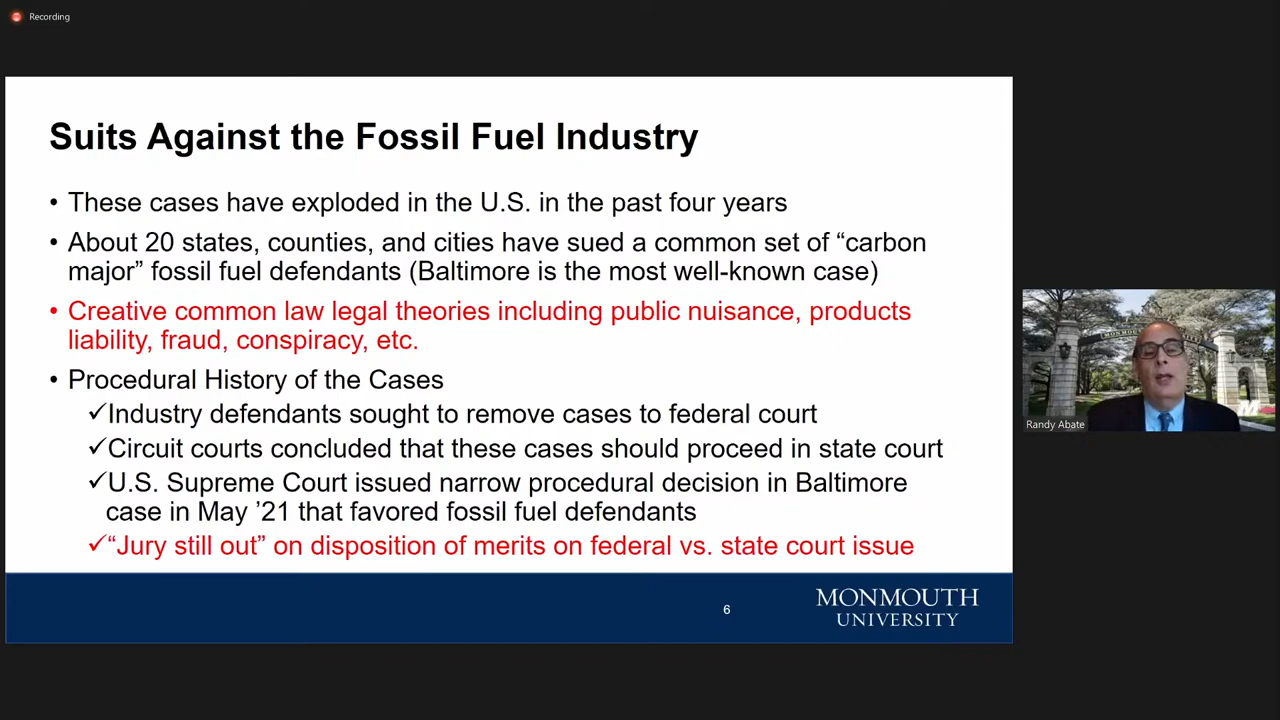 Recording
Suits Against the Fossil Fuel Industry
• These cases have exploded in the U.S. in the past four years
• About 20 states, counties, and cities have sued a common set of “carbon
major” fossil fuel defendants (Baltimore is the most well-known case)
• Creative common law legal theories including public nuisance, products
liability, fraud, conspiracy, etc.
• Procedural History of the Cases
✓Industry defendants sought to remove cases to federal court
✓Circuit courts concluded that these cases should proceed in state court
✓U.S. Supreme Court issued narrow procedural decision in Baltimore
case in May ’21 that favored fossil fuel defendants
✓“Jury still out” on disposition of merits on federal vs. state court issue
6
MONMOUTH
UNIVERSITY
Randy Abate